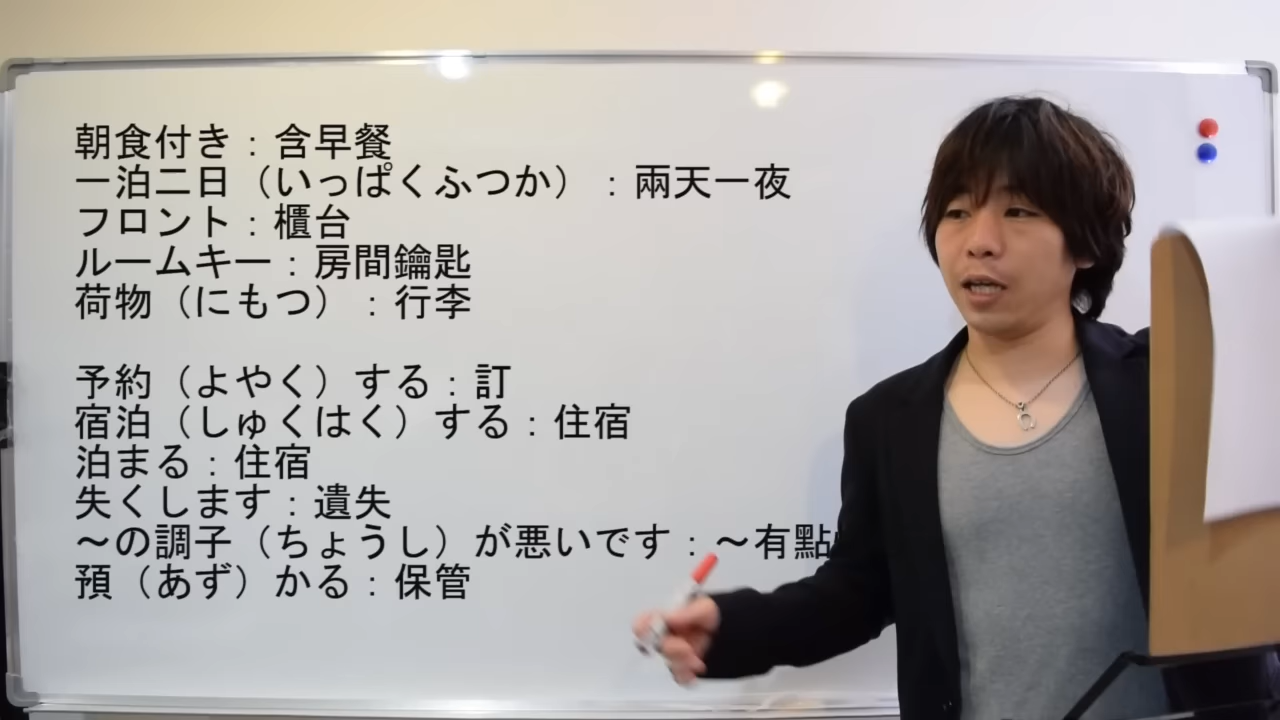 朝食付き：含早餐
一泊二日（いっぱくふつか）：兩天一夜
フロント：櫃台
ルームキー：房間鑰匙
荷物（にもつ）：行李
予約（よやく）する：訂
宿泊（しゅくはく）する：住宿
泊まる：住宿
失くします：遺失
～の調子（ちょうし）が悪いです：～有點
預（あず）かる：保管